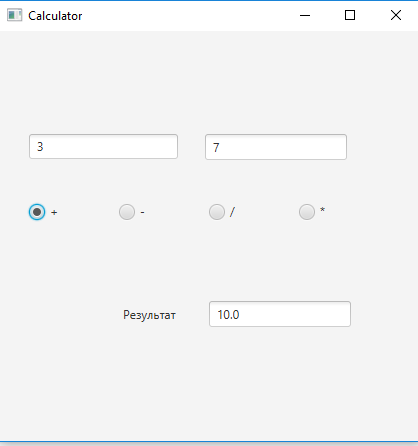 Calculator
3 7
+ - / *
Результат 10.0